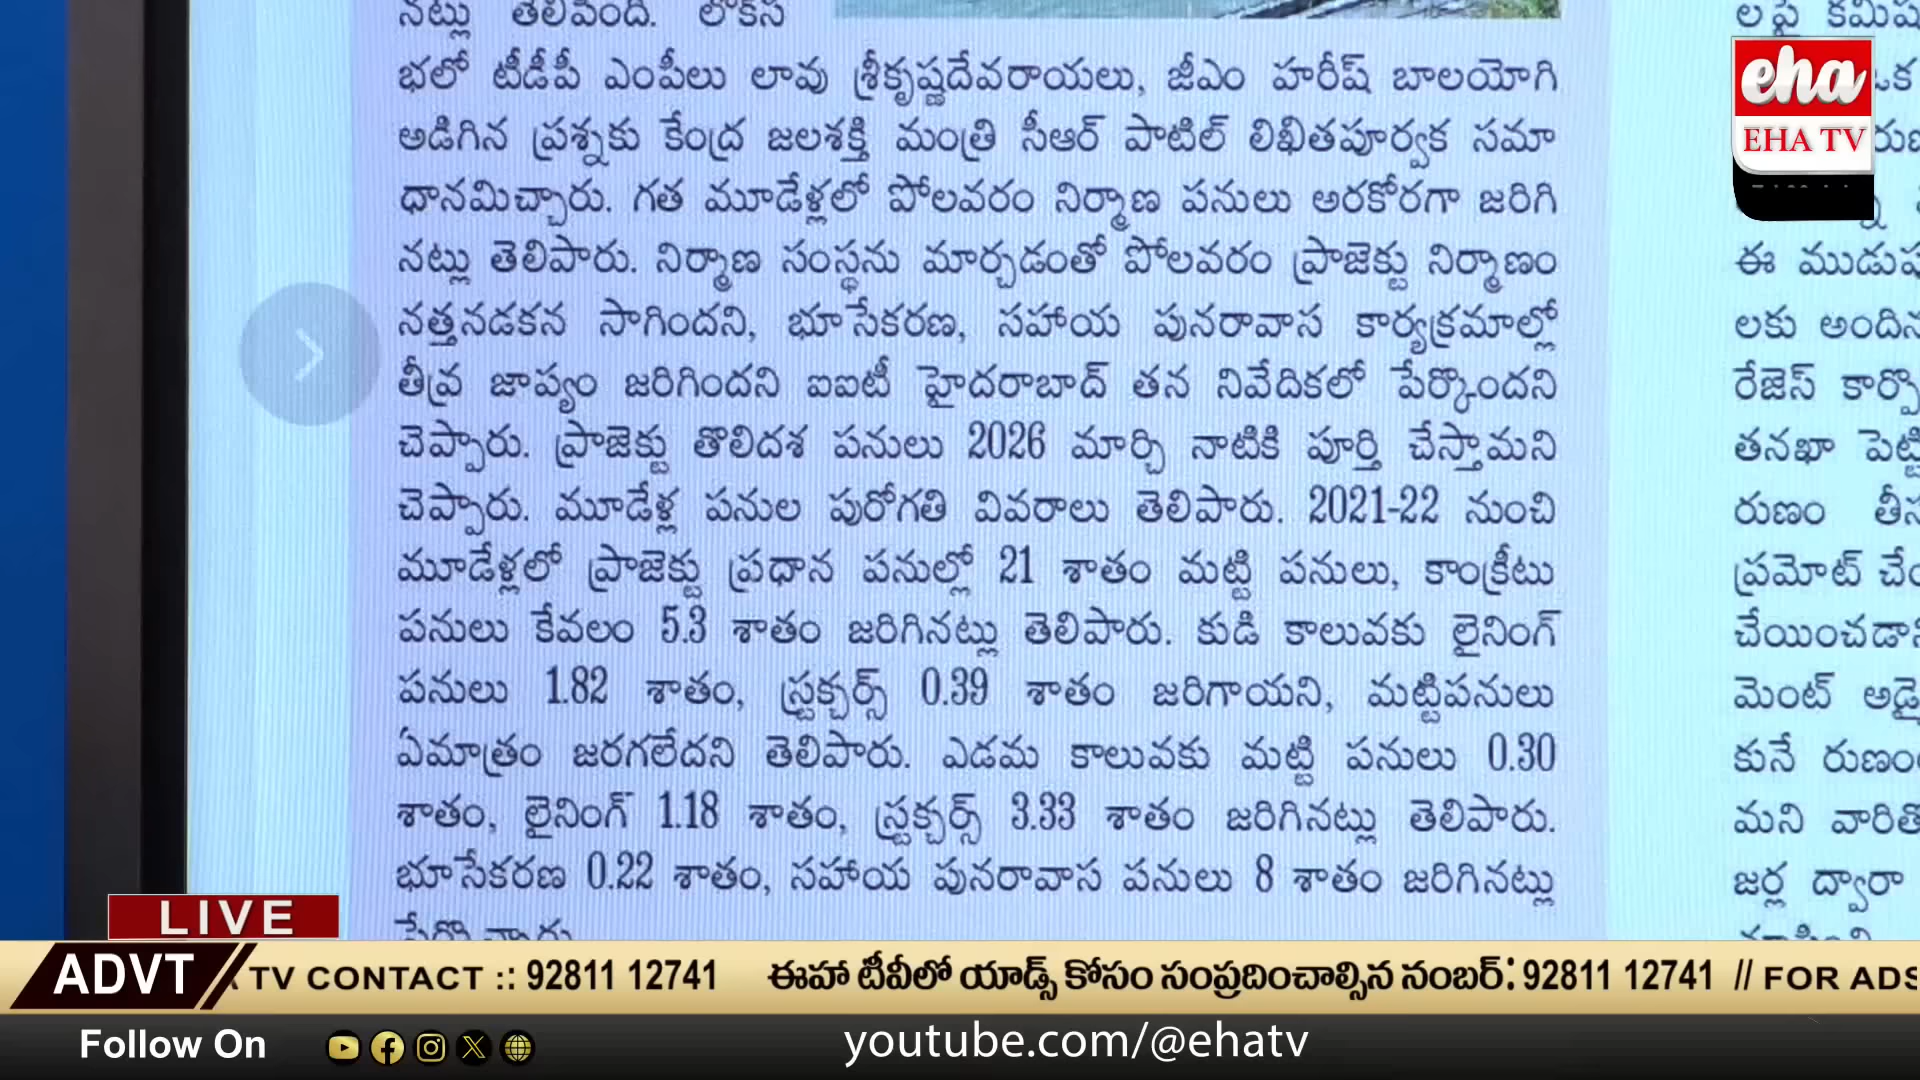 నట్లు తెలిపింది. లోక్‌స
భలో టీడీపీ ఎంపీలు లావు శ్రీకృష్ణదేవరాయలు, జీఎం హరీష్ బాలయోగి
అడిగిన ప్రశ్నకు కేంద్ర జలశక్తి మంత్రి సీఆర్ పాటిల్ లిఖితపూర్వక సమా
ధానమిచ్చారు. గత మూడేళ్లలో పోలవరం నిర్మాణ పనులు అరకోరగా జరిగి
నట్లు తెలిపారు. నిర్మాణ సంస్థను మార్చడంతో పోలవరం ప్రాజెక్టు నిర్మాణం
నత్తనడకన సాగిందని, భూసేకరణ, సహాయ పునరావాస కార్యక్రమాల్లో
తీవ్ర జాప్యం జరిగిందని ఐఐటీ హైదరాబాద్ తన నివేదికలో పేర్కొందని
చెప్పారు. ప్రాజెక్టు తొలిదశ పనులు 2026 మార్చి నాటికి పూర్తి చేస్తామని
చెప్పారు. మూడేళ్ల పనుల పురోగతి వివరాలు తెలిపారు. 2021-22 నుంచి
మూడేళ్లలో ప్రాజెక్టు ప్రధాన పనుల్లో 21 శాతం మట్టి పనులు, కాంక్రీటు
పనులు కేవలం 5.3 శాతం జరిగినట్లు తెలిపారు. కుడి కాలువకు లైనింగ్
పనులు 1.82 శాతం, స్ట్రక్చర్స్ 0.39 శాతం జరిగాయని, మట్టిపనులు
ఏమాత్రం జరగలేదని తెలిపారు. ఎడమ కాలువకు మట్టి పనులు 0.30
శాతం, లైనింగ్ 1.18 శాతం, స్ట్రక్చర్స్ 3.33 శాతం జరిగినట్లు తెలిపారు.
భూసేకరణ 0.22 శాతం, సహాయ పునరావాస పనులు 8 శాతం జరిగినట్లు
లపై
ఈ
లకు
రేజెస్
తనఖా
రుణం
ప్రమోట్
మెంట్
కునే
మని
జర్ల ద్వారా
eha
EHA TV
LIVE
ADVT
TV CONTACT :: 92811 12741 ఈహా టీవీలో యాడ్స్ కోసం సంప్రదించాల్సిన నంబర్: 92811 12741 // FOR ADS
Follow On
youtube.com/@ehatv